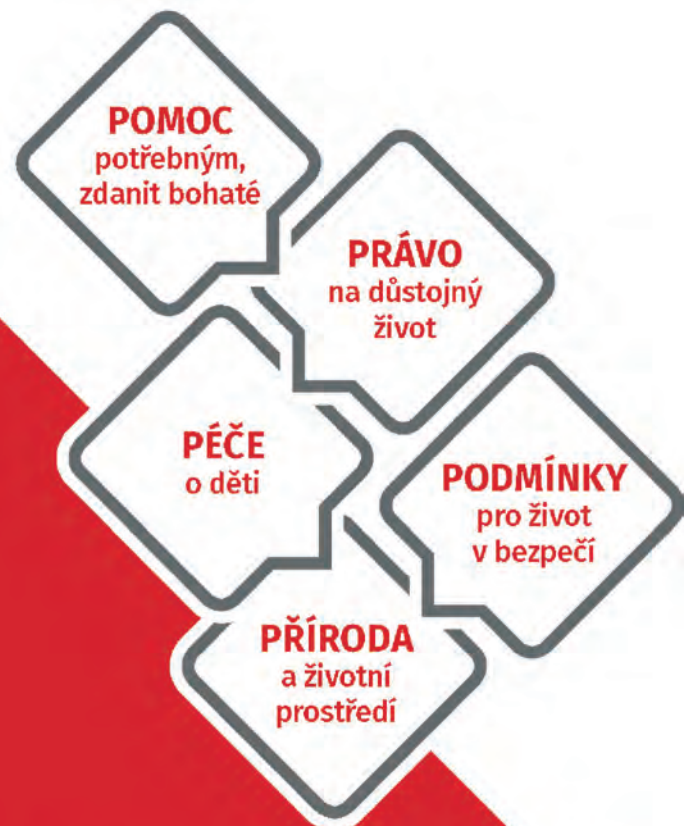 POMOC
potřebným,
zdanit bohaté
PRÁVO
na důstojný
život
PÉČE
o děti
PODMÍNKY
pro život
v bezpečí
PŘÍRODA
a životní
prostředí